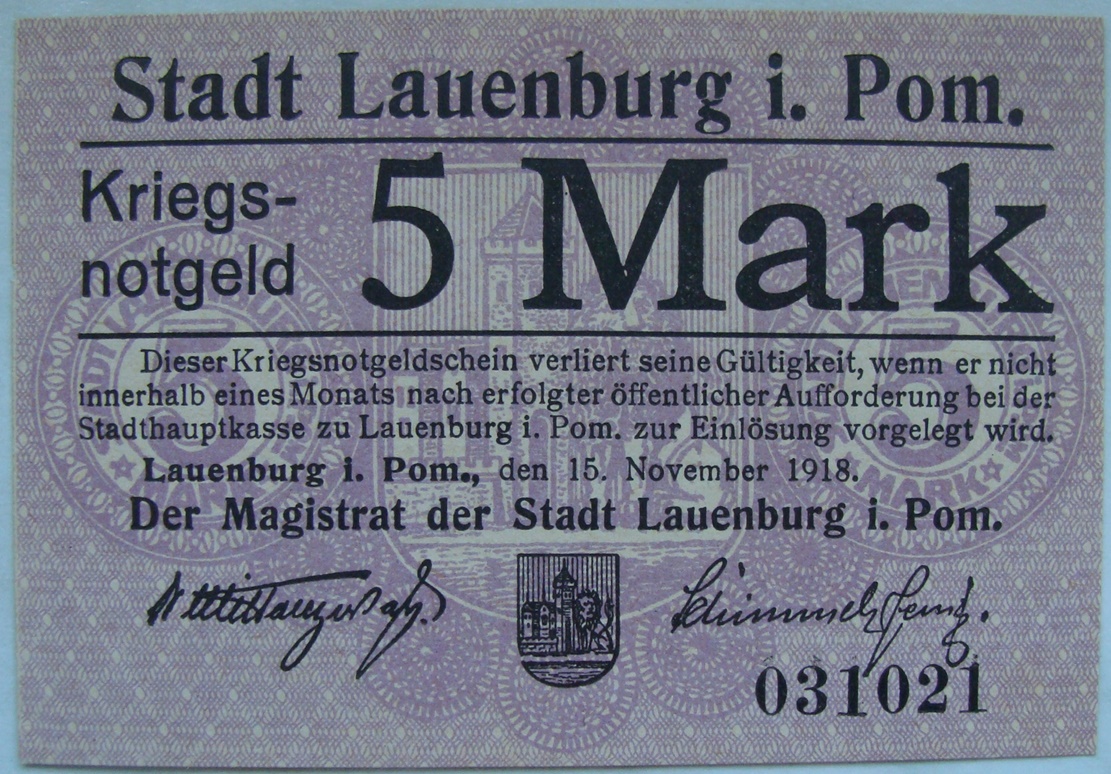 Stadt Lauenburg i. Pom.
Kriegs-
notgeld
5 Mark
Dieser Kriegsnotgeldschein verliert seine Gültigkeit, wenn er nicht
innerhalb eines Monats nach erfolgter öffentlicher Aufforderung bei der
Stadthauptkasse zu Lauenburg i. Pom. zur Einlösung vorgelegt wird.
Lauenburg i. Pom., den 15. November 1918.
Der Magistrat der Stadt Lauenburg i. Pom.
031021